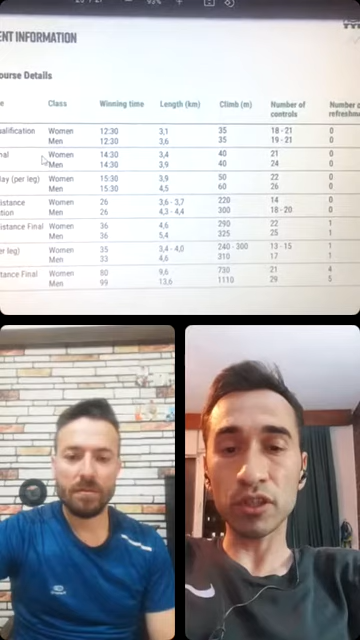 ENT INFORMATION
ourse Details
e Class Winning time Length (km) Climb (m) Number of controls Number of refreshme
ualification Women 12:30 3,1 35 18 - 21 0
Men 12:30 3,6 35 19 - 21 0
nal Women 14:30 3,4 40 21 0
Men 14:30 3,9 40 24 0
lay (per leg) Women 15:30 3,9 50 22 0
Men 15:30 4,5 60 26 0
istance Women 26 3,6 - 3,7 220 14 0
tion Men 26 4,3 - 4,4 300 18 - 20 0
istance Final Women 36 4,6 290 22 1
Men 36 5,4 325 25 1
er leg) Women 35 3,4 - 4,0 240 - 300 13 - 15 1
Men 33 4,6 310 17 1
tance Final Women 80 9,6 730 21 4
Men 99 13,6 1110 29 5